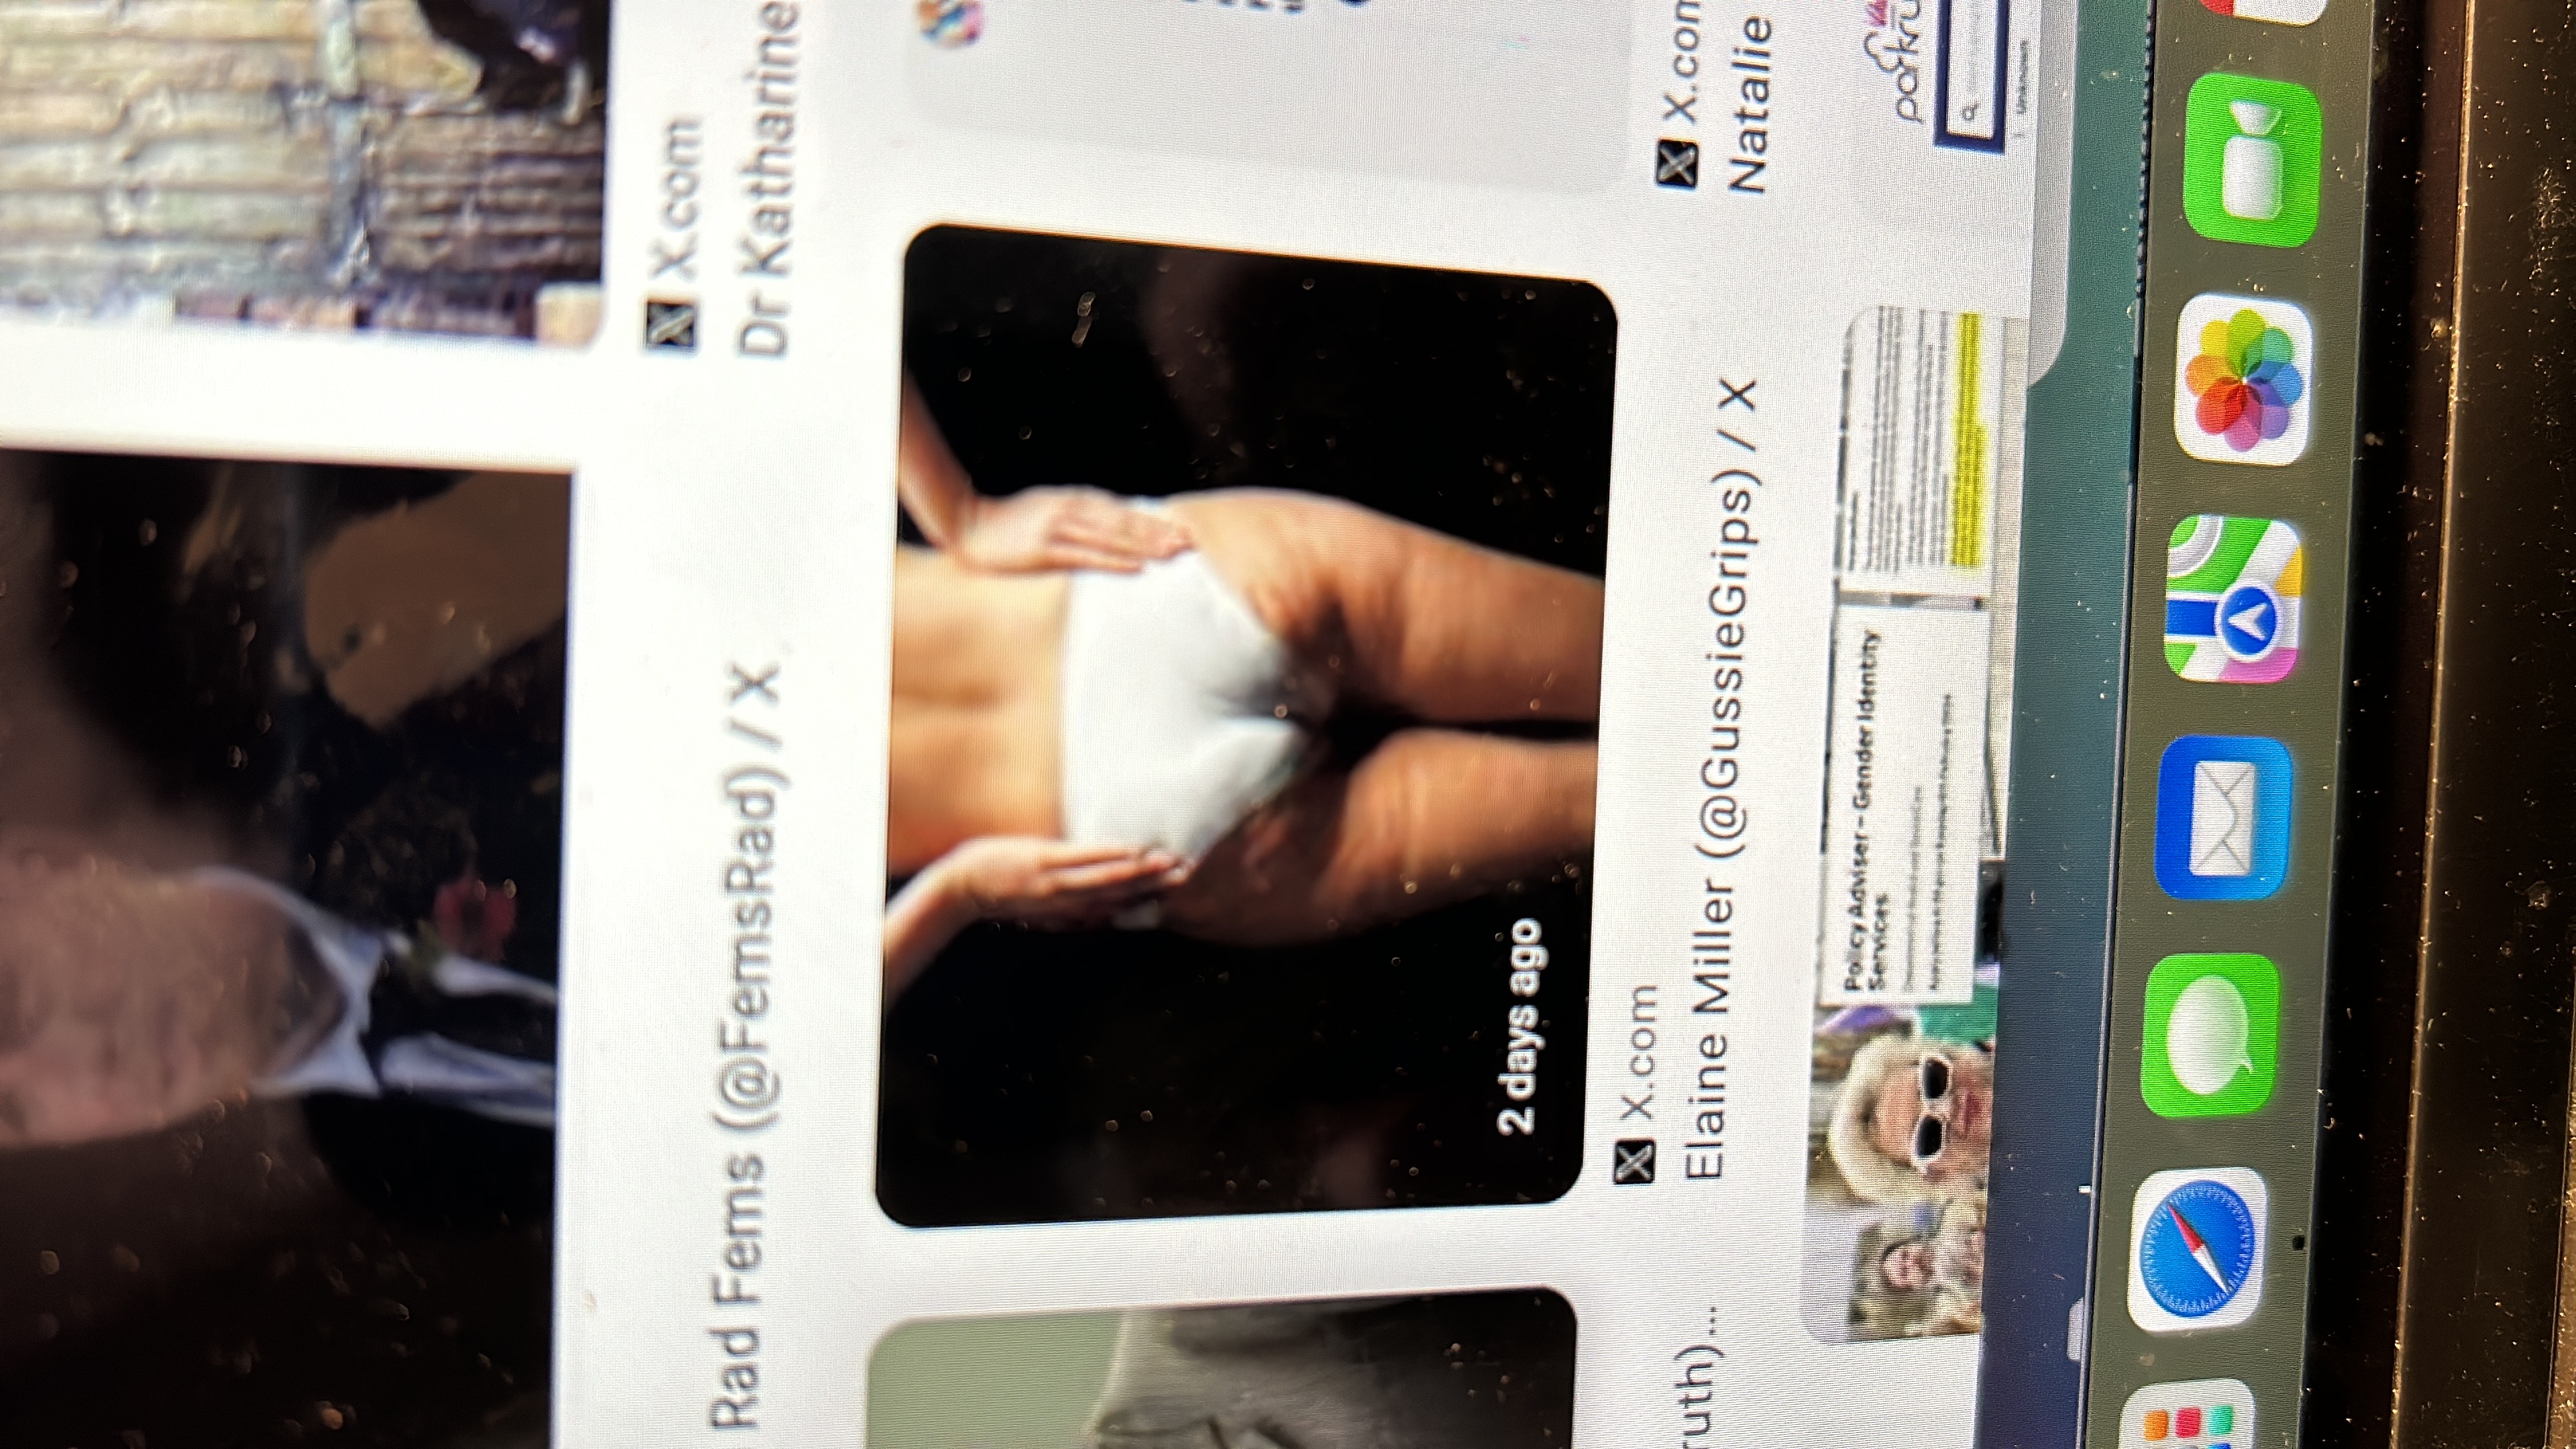 Rad Fems (@FemsRad) / X
X.com
Dr Katharine
2 days ago
X.com
ruth)...
Elaine Miller (@GussieGrips) / X
X.com
Natalie
Policy Adviser – Gender Identity
Services
parkru
Unknown